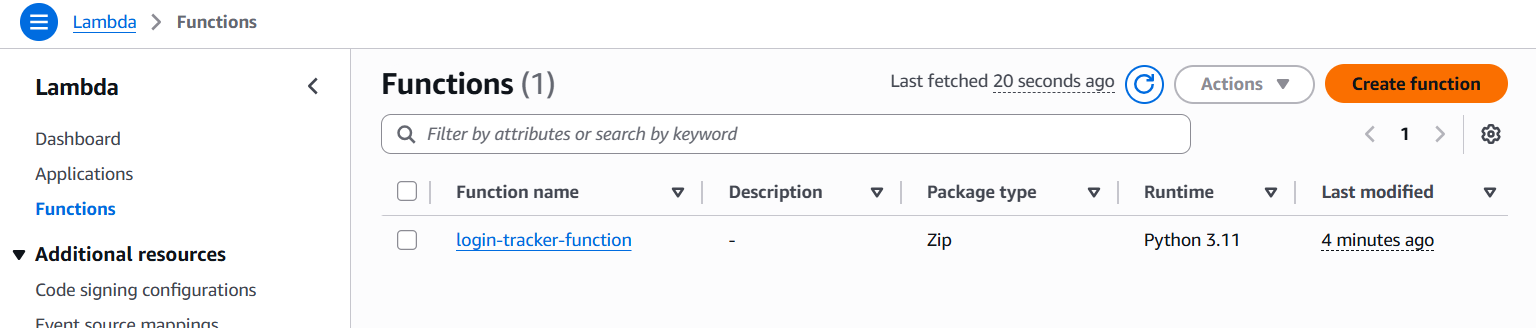 Lambda > Functions
Lambda
Dashboard
Applications
Functions
Additional resources
Code signing configurations
Event source mappings
Functions (1)
Last fetched 20 seconds ago
Actions
Create function
Filter by attributes or search by keyword
1
Function name Description Package type Runtime Last modified
login-tracker-function - Zip Python 3.11 4 minutes ago